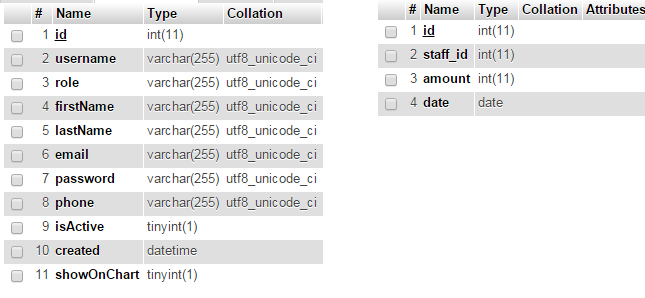 # Name Type Collation
1 id int(11)
2 username varchar(255) utf8_unicode_ci
3 role varchar(255) utf8_unicode_ci
4 firstName varchar(255) utf8_unicode_ci
5 lastName varchar(255) utf8_unicode_ci
6 email varchar(255) utf8_unicode_ci
7 password varchar(255) utf8_unicode_ci
8 phone varchar(255) utf8_unicode_ci
9 isActive tinyint(1)
10 created datetime
11 showOnChart tinyint(1)
# Name Type Collation Attributes
1 id int(11)
2 staff_id int(11)
3 amount int(11)
4 date date